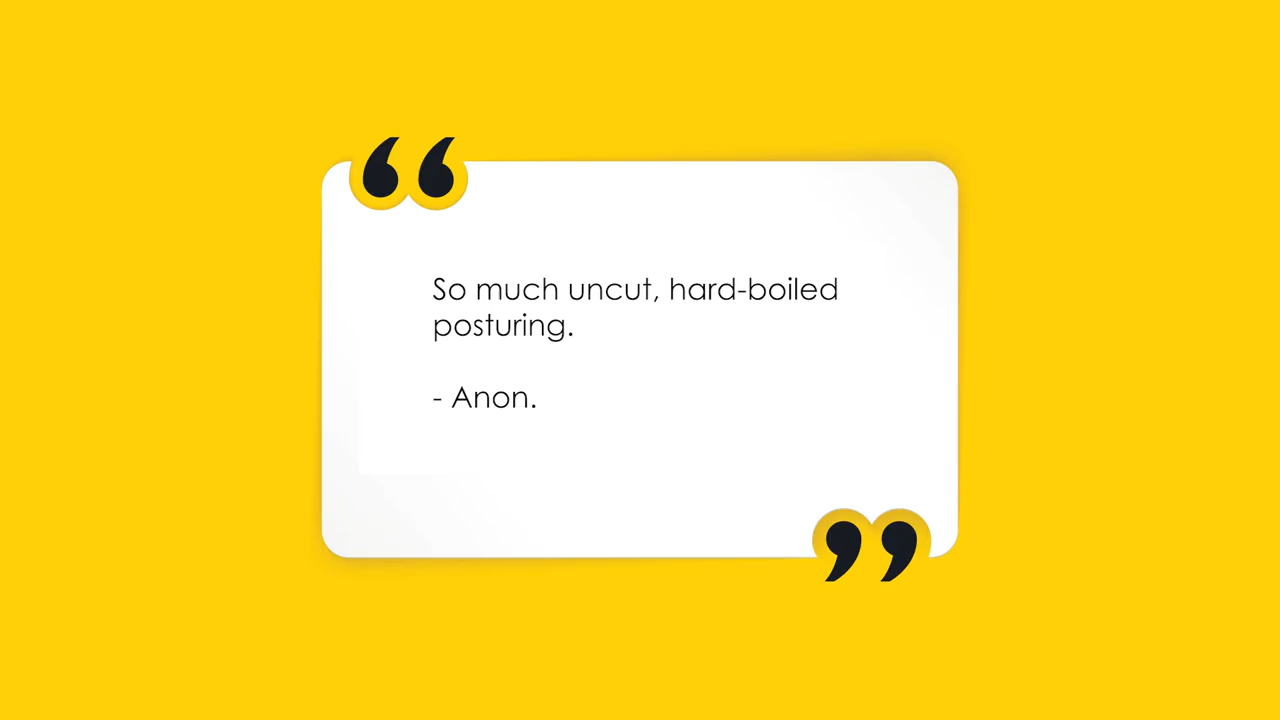 So much uncut, hard-boiled
posturing.
- Anon.